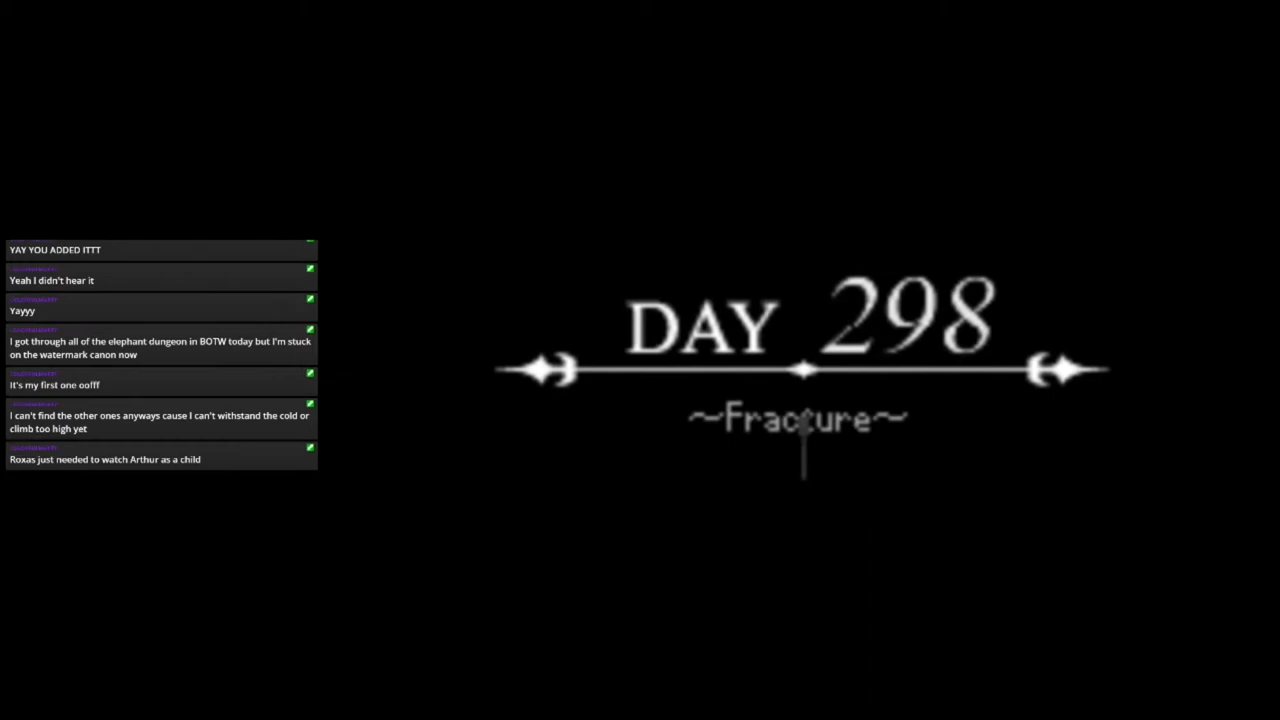 YAY YOU ADDED ITTT
Yeah I didn't hear it
Yayyy
I got through all of the elephant dungeon in BOTW today but I'm stuck
on the watermark canon now
It's my first one oofff
I can't find the other ones anyways cause I can't withstand the cold or
climb too high yet
Roxas just needed to watch Arthur as a child
DAY 298
~Fracture~